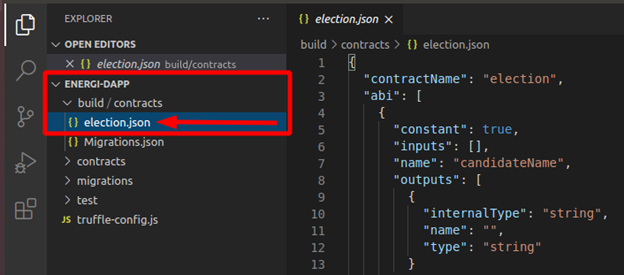 EXPLORER
OPEN EDITORS
{} election.json build/contracts
ENERGI-DAPP
build / contracts
{} election.json
{} Migrations.json
contracts
migrations
test
JS truffle-config.js
{} election.json
build > contracts > {} election.json
1 {
2 "contractName": "election",
3 "abi": [
4 {
5 "constant": true,
6 "inputs": [],
7 "name": "candidateName",
8 "outputs": [
9 {
10 "internalType": "string",
11 "name": "",
12 "type": "string"
13 }